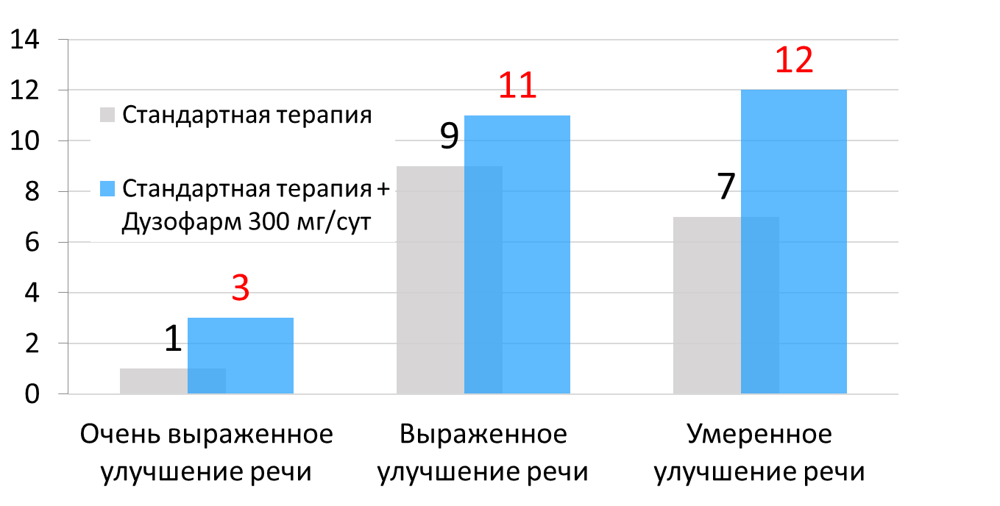 14
12
10
8
6
4
2
0
Стандартная терапия
Стандартная терапия +
Дузофарм 300 мг/сут
1
3
9
11
7
12
Очень выраженное
улучшение речи
Выраженное
улучшение речи
Умеренное
улучшение речи